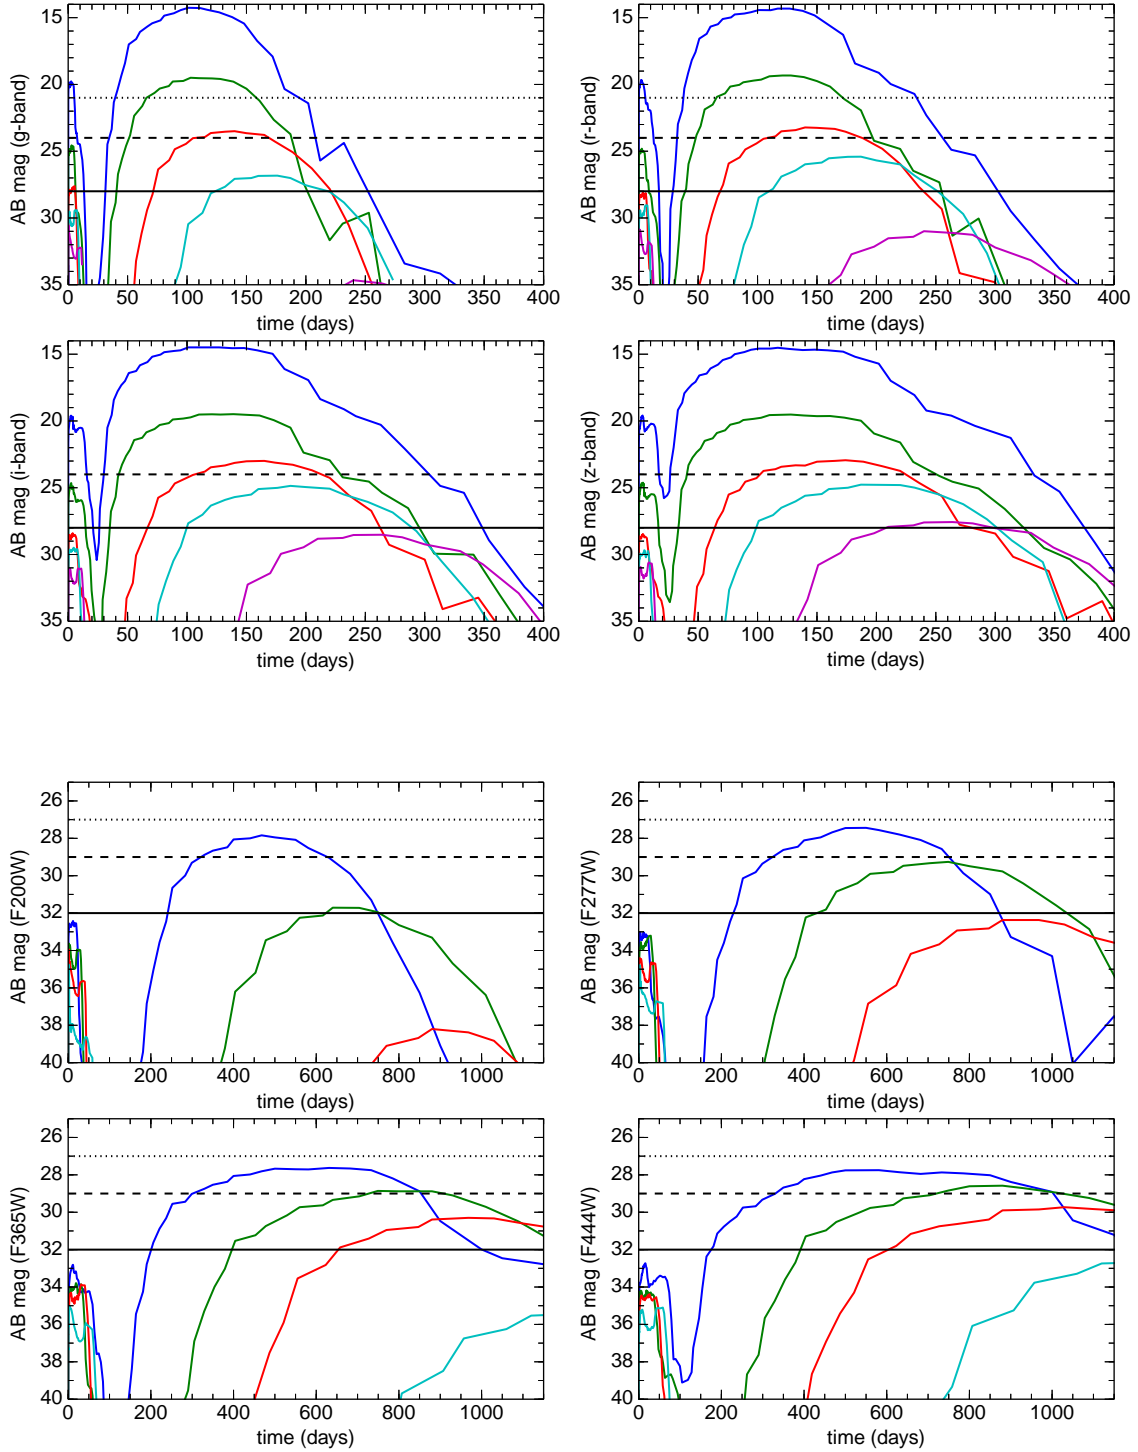 15
20
25
30
35
AB mag (g-band)
0 50 100 150 200 250 300 350 400
time (days)
15
20
25
30
35
AB mag (r-band)
0 50 100 150 200 250 300 350 400
time (days)
15
20
25
30
35
AB mag (i-band)
0 50 100 150 200 250 300 350 400
time (days)
15
20
25
30
35
AB mag (z-band)
0 50 100 150 200 250 300 350 400
time (days)
26
28
30
32
34
36
38
40
AB mag (F200W)
0 200 400 600 800 1000
time (days)
26
28
30
32
34
36
38
40
AB mag (F277W)
0 200 400 600 800 1000
time (days)
26
28
30
32
34
36
38
40
AB mag (F365W)
0 200 400 600 800 1000
time (days)
26
28
30
32
34
36
38
40
AB mag (F444W)
0 200 400 600 800 1000
time (days)